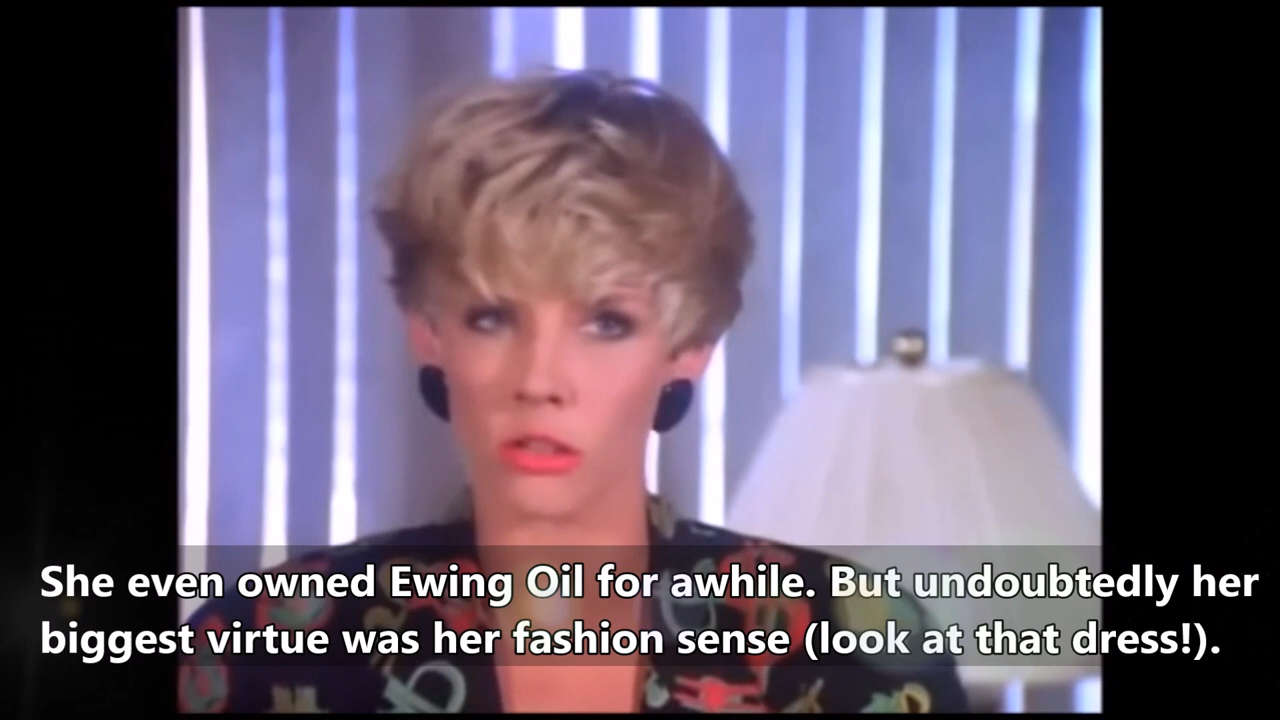 She even owned Ewing Oil for awhile. But undoubtedly her
biggest virtue was her fashion sense (look at that dress!).